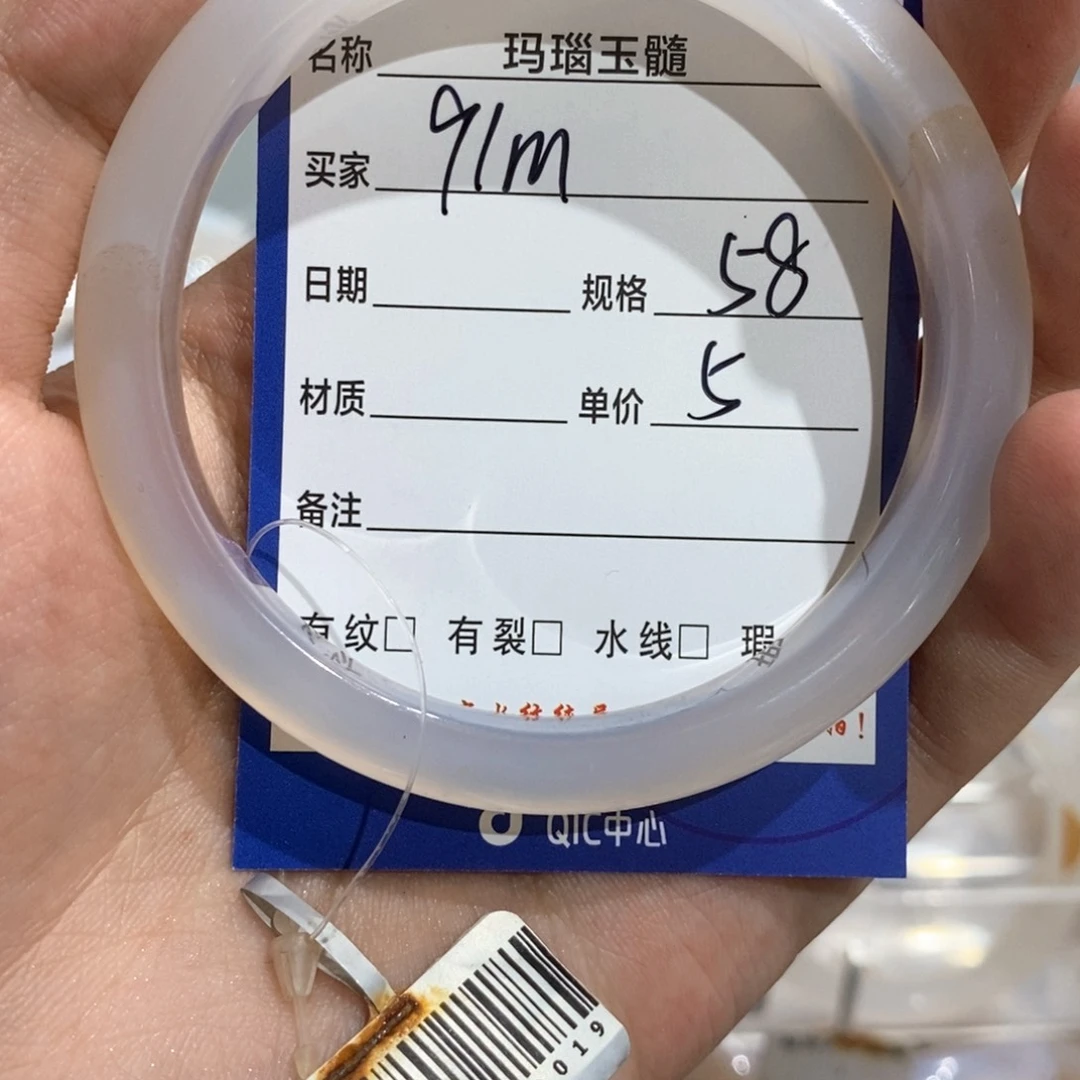 名称 玛瑙玉髓
买家 91m
日期 规格 58
材质 单价 5
备注
有纹□ 有裂□ 水线□ 瑕
！
QIC中心
019